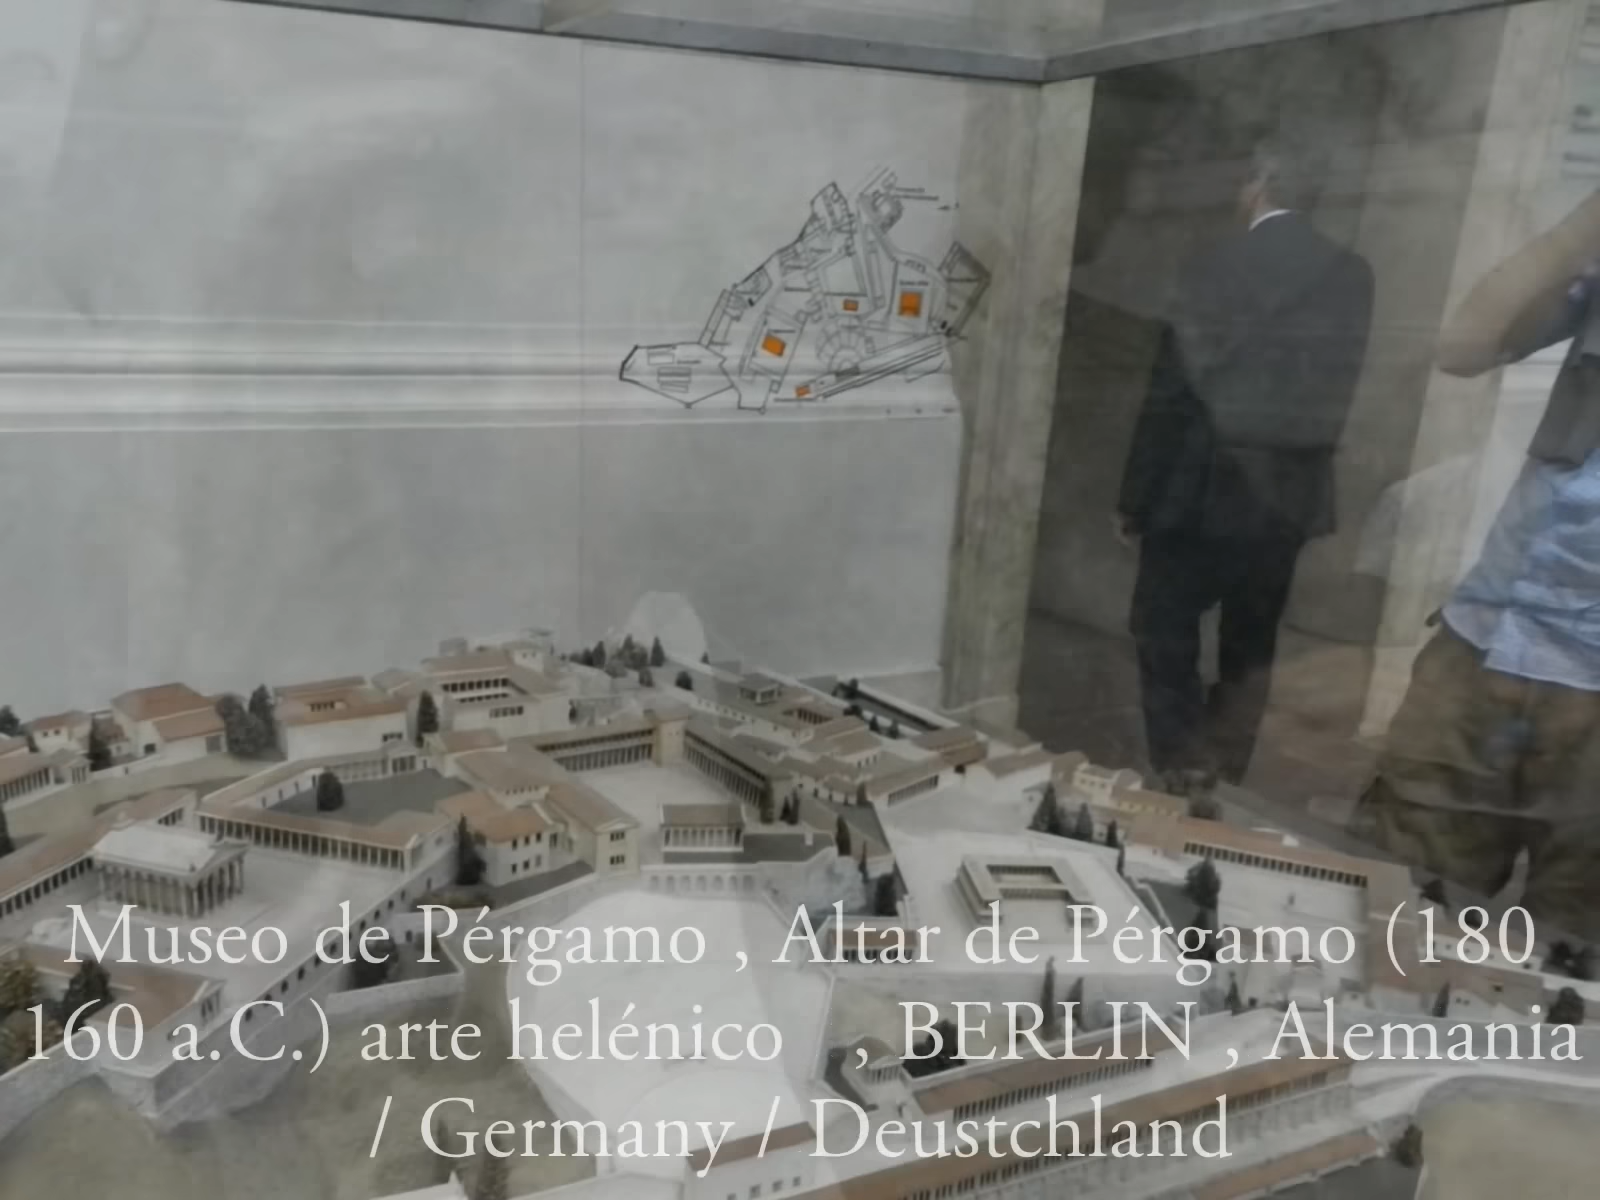 Museo de Pérgamo , Altar de Pérgamo (180
160 a.C.) arte helénico , BERLIN , Alemania
/ Germany / Deustchland